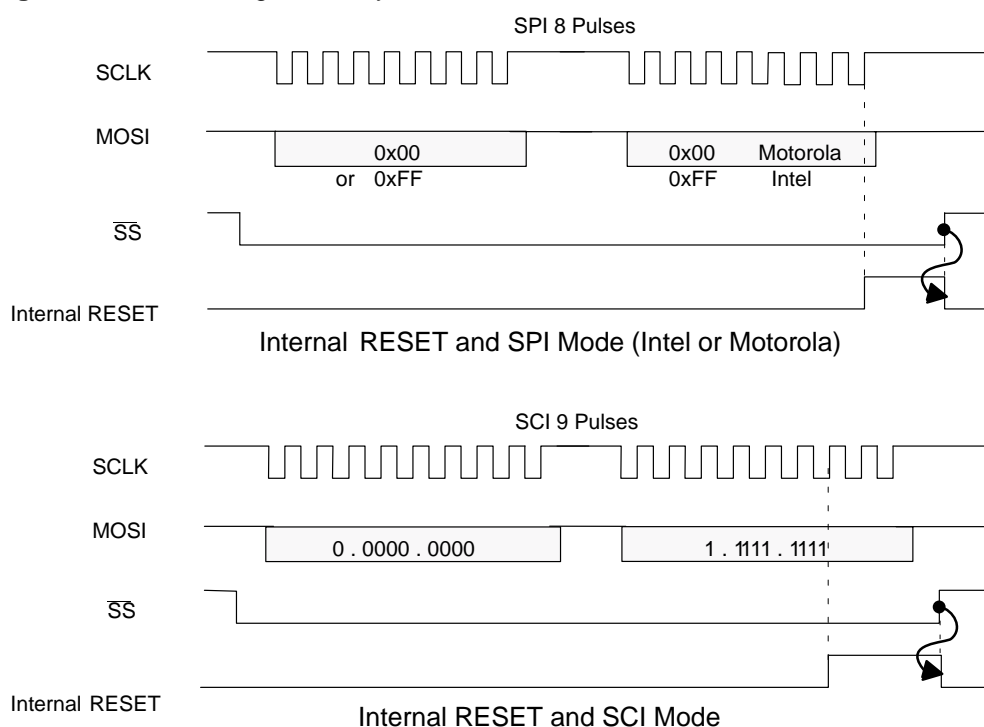 SPI 8 Pulses
SCLK
MOSI
0x00
or 0xFF
0x00 Motorola
0xFF Intel
SS
Internal RESET
Internal RESET and SPI Mode (Intel or Motorola)
SCI 9 Pulses
SCLK
MOSI
0 . 0000 . 0000
1 . 1111 . 1111
SS
Internal RESET
Internal RESET and SCI Mode